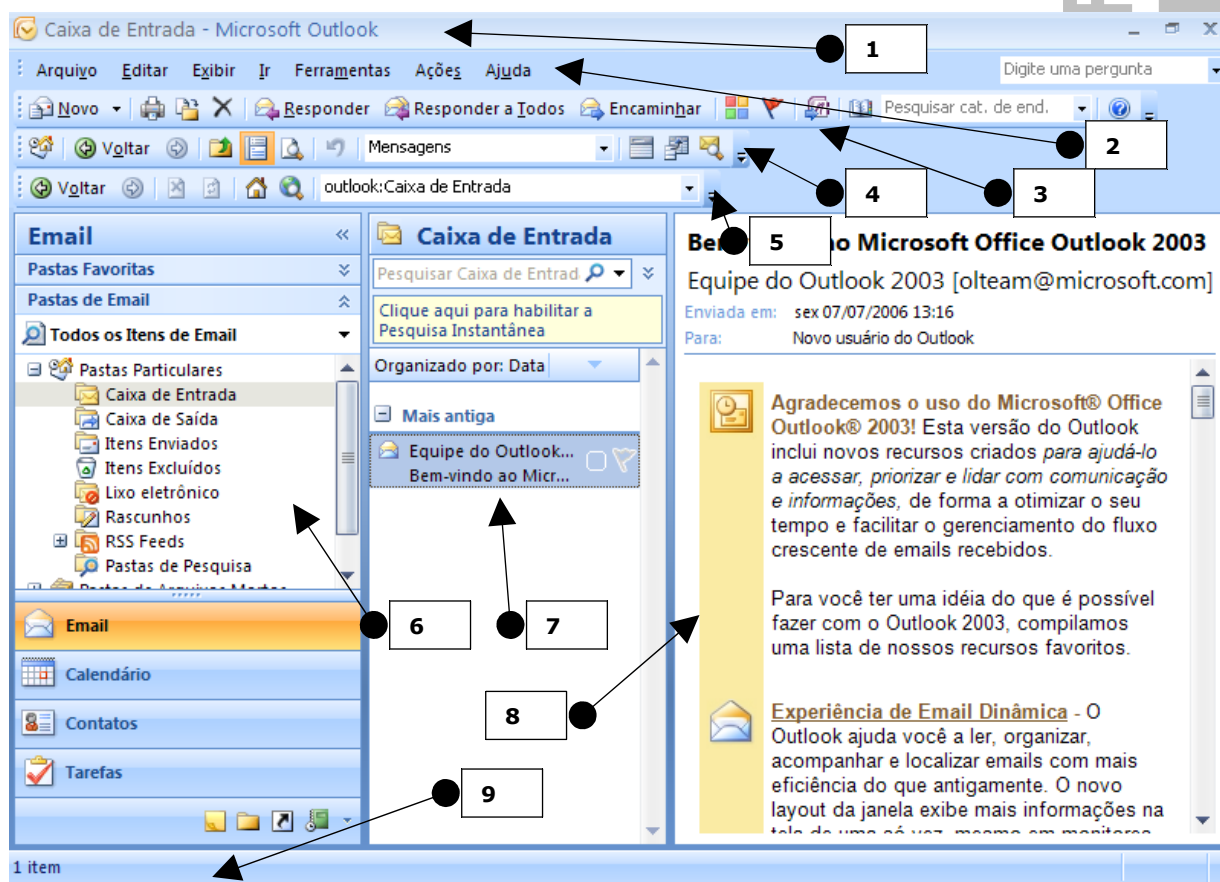 Caixa de Entrada - Microsoft Outlook
1
Arquivo Editar Exibir Ir Ferramentas Ações Ajuda
Digite uma pergunta
Novo Responder Responder a Todos Encaminhar Pesquisar cat. de end.
2
Voltar Mensagens
4
3
Voltar outlook:Caixa de Entrada
Email
Pastas Favoritas
Pastas de Email
Todos os Itens de Email
Pastas Particulares
Caixa de Entrada
Caixa de Saída
Itens Enviados
Itens Excluídos
Lixo eletrônico
Rascunhos
RSS Feeds
Pastas de Pesquisa
Email
Calendário
Contatos
Tarefas
6
Caixa de Entrada
Pesquisar Caixa de Entrad
Clique aqui para habilitar a
Pesquisa Instantânea
Organizado por: Data
Mais antiga
Equipe do Outlook...
Bem-vindo ao Micr...
7
8
9
5
Microsoft Office Outlook 2003
Equipe do Outlook 2003 [olteam@microsoft.com]
Enviada em: sex 07/07/2006 13:16
Para: Novo usuário do Outlook
Agradecemos o uso do Microsoft® Office
Outlook® 2003! Esta versão do Outlook
inclui novos recursos criados para ajudá-lo
a acessar, priorizar e lidar com comunicação
e informações, de forma a otimizar o seu
tempo e facilitar o gerenciamento do fluxo
crescente de emails recebidos.
Para você ter uma idéia do que é possível
fazer com o Outlook 2003, compilamos
uma lista de nossos recursos favoritos.
Experiência de Email Dinâmica - O
Outlook ajuda você a ler, organizar,
acompanhar e localizar emails com mais
eficiência do que antigamente. O novo
layout da janela exibe mais informações na
1 item